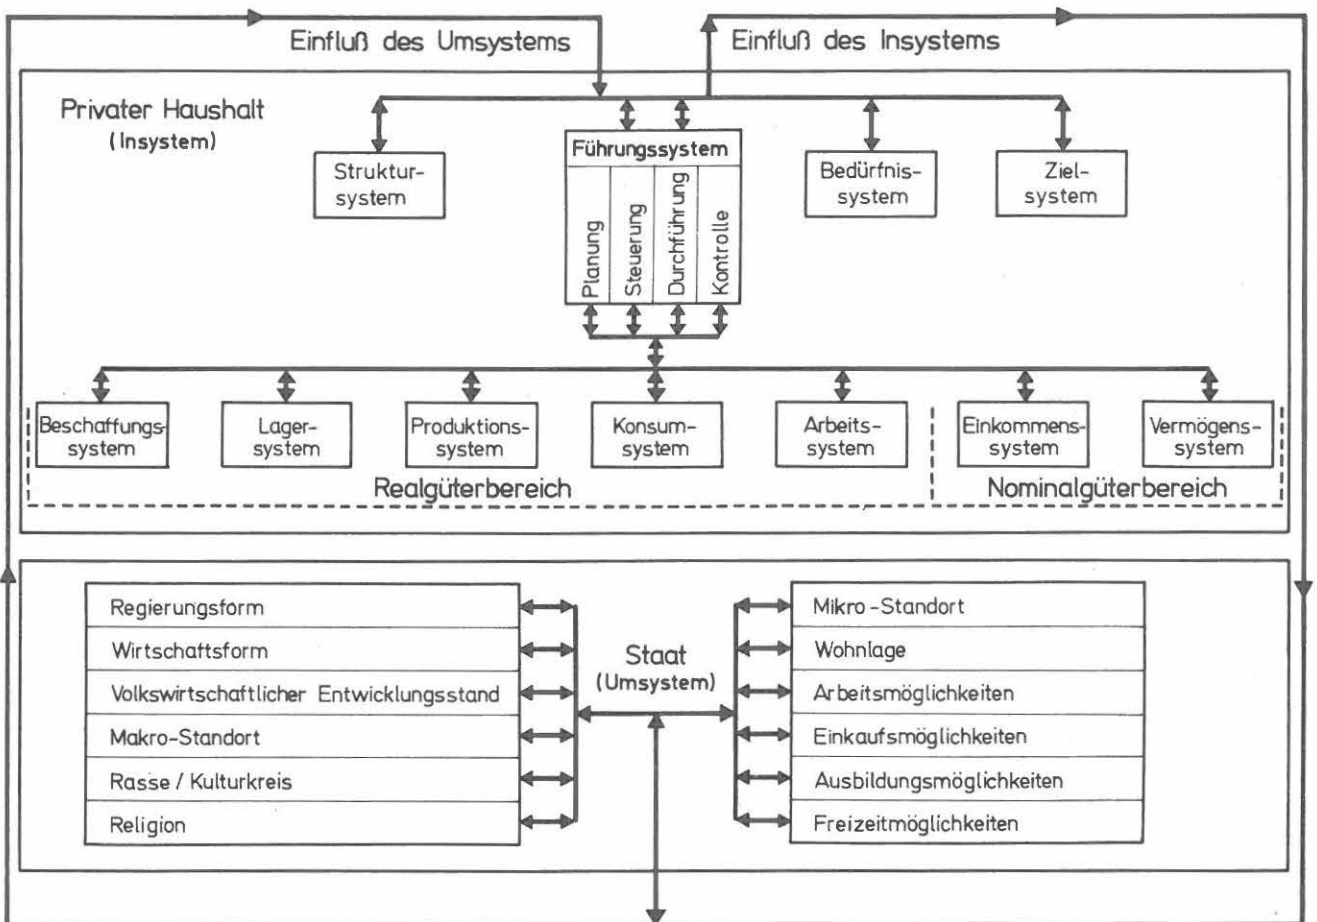 Einfluß des Umsystems
Einfluß des Insystems
Privater Haushalt
(Insystem)
Struktur-
system
Führungssystem
Planung
Steuerung
Durchführung
Kontrolle
Bedürfnis-
system
Ziel-
system
Beschaffungs-
system
Lager-
system
Produktions-
system
Konsum-
system
Arbeits-
system
Einkommens-
system
Vermögens-
system
Realgüterbereich
Nominalgüterbereich
Regierungsform
Wirtschaftsform
Volkswirtschaftlicher Entwicklungsstand
Makro-Standort
Rasse / Kulturkreis
Religion
Staat
(Umsystem)
Mikro-Standort
Wohnlage
Arbeitsmöglichkeiten
Einkaufsmöglichkeiten
Ausbildungsmöglichkeiten
Freizeitmöglichkeiten